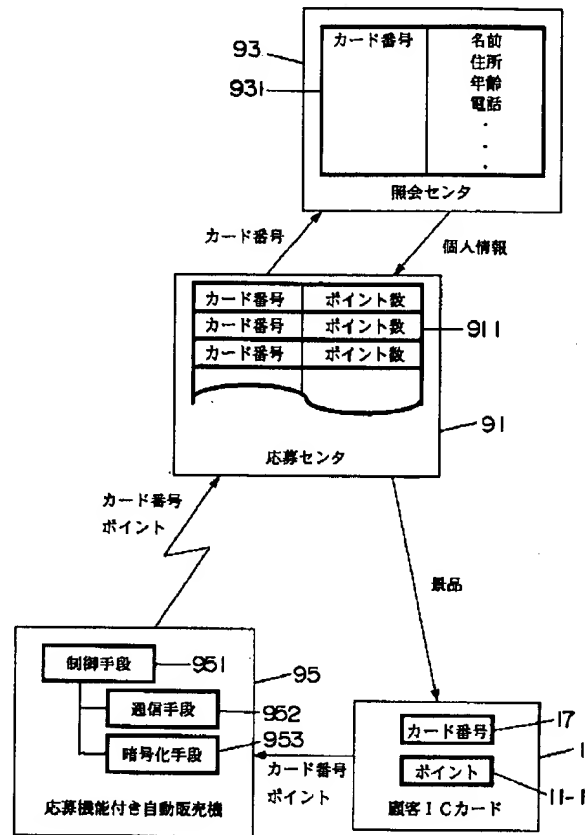 93
931
カード番号
名前
住所
年齢
電話
・
・
・
照会センタ
カード番号
個人情報
カード番号 ポイント数
カード番号 ポイント数
カード番号 ポイント数
911
91
応募センタ
カード番号
ポイント
景品
制御手段
951
95
通信手段
952
暗号化手段
953
応募機能付き自動販売機
カード番号
ポイント
カード番号
17
1
ポイント
11-1
顧客ICカード